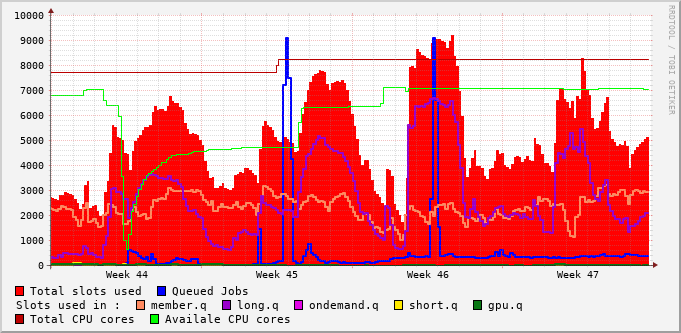 10000
9000
8000
7000
6000
5000
4000
3000
2000
1000
0
Week 44 Week 45 Week 46 Week 47
Total slots used Queued Jobs
Slots used in : member.q long.q ondemand.q short.q gpu.q
Total CPU cores Availale CPU cores
RRDTOOL / TOBI OETIKER